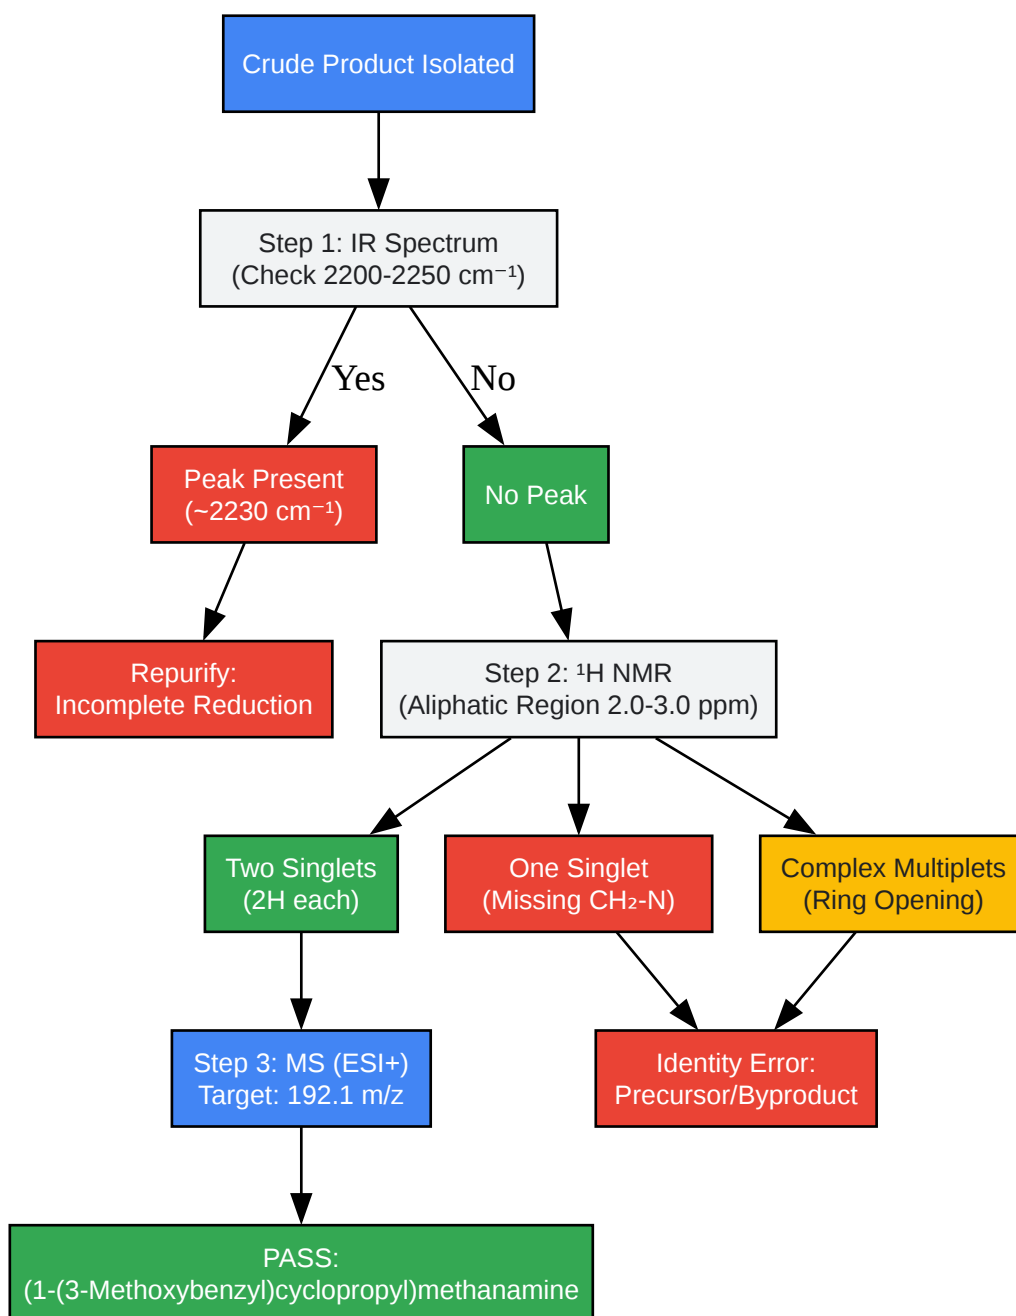 Crude Product Isolated
Step 1: IR Spectrum
(Check 2200-2250 cm⁻¹)
Yes
No
Peak Present
(~2230 cm⁻¹)
No Peak
Repurify:
Incomplete Reduction
Step 2: ¹H NMR
(Aliphatic Region 2.0-3.0 ppm)
Two Singlets
(2H each)
One Singlet
(Missing CH₂-N)
Complex Multiplets
(Ring Opening)
Step 3: MS (ESI+)
Target: 192.1 m/z
Identity Error:
Precursor/Byproduct
PASS:
(1-(3-Methoxybenzyl)cyclopropyl)methanamine